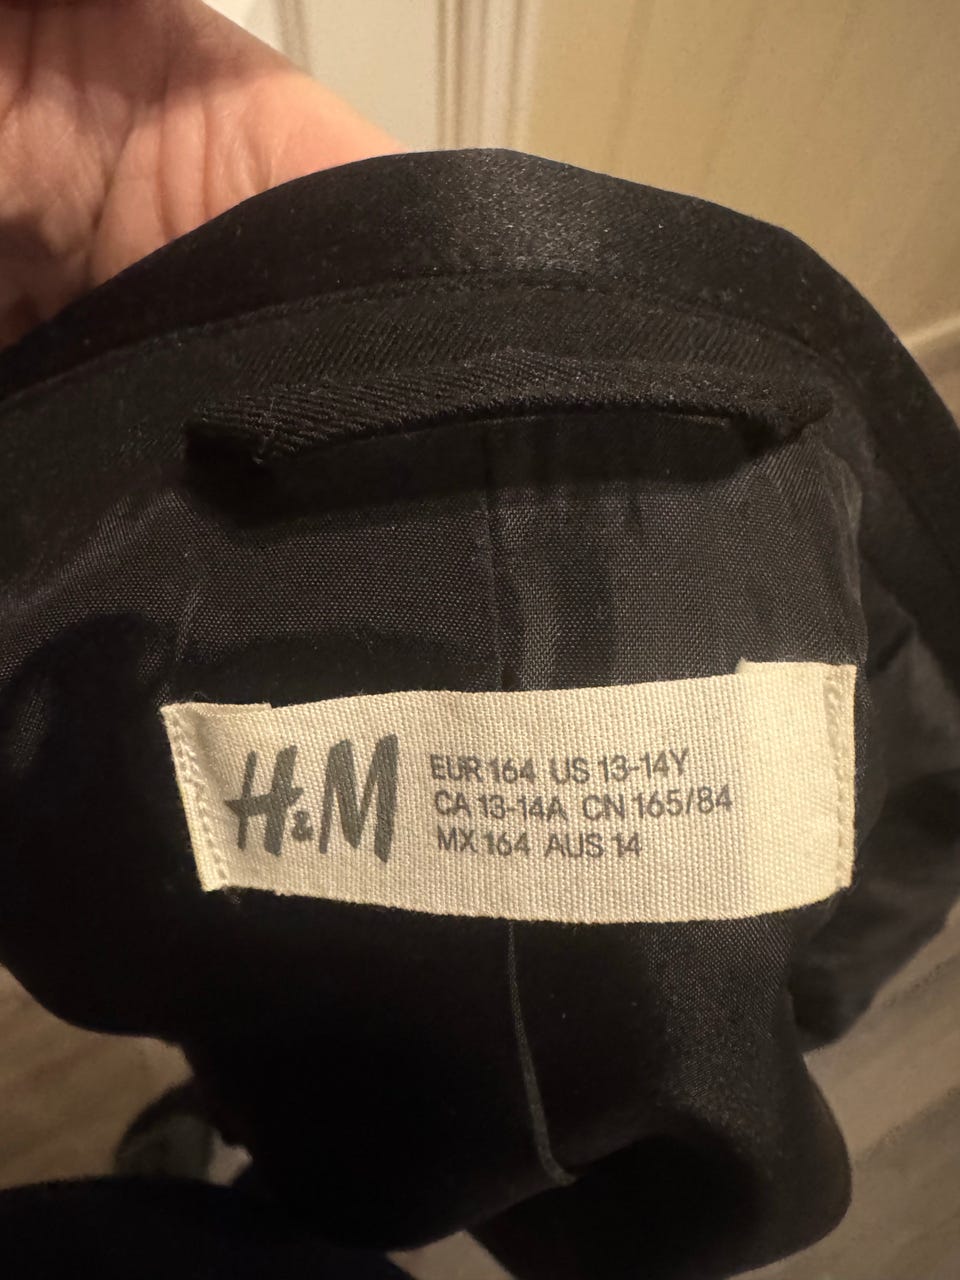 H&M
EUR 164 US 13-14Y
CA 13-14A CN 165/84
MX 164 AUS 14